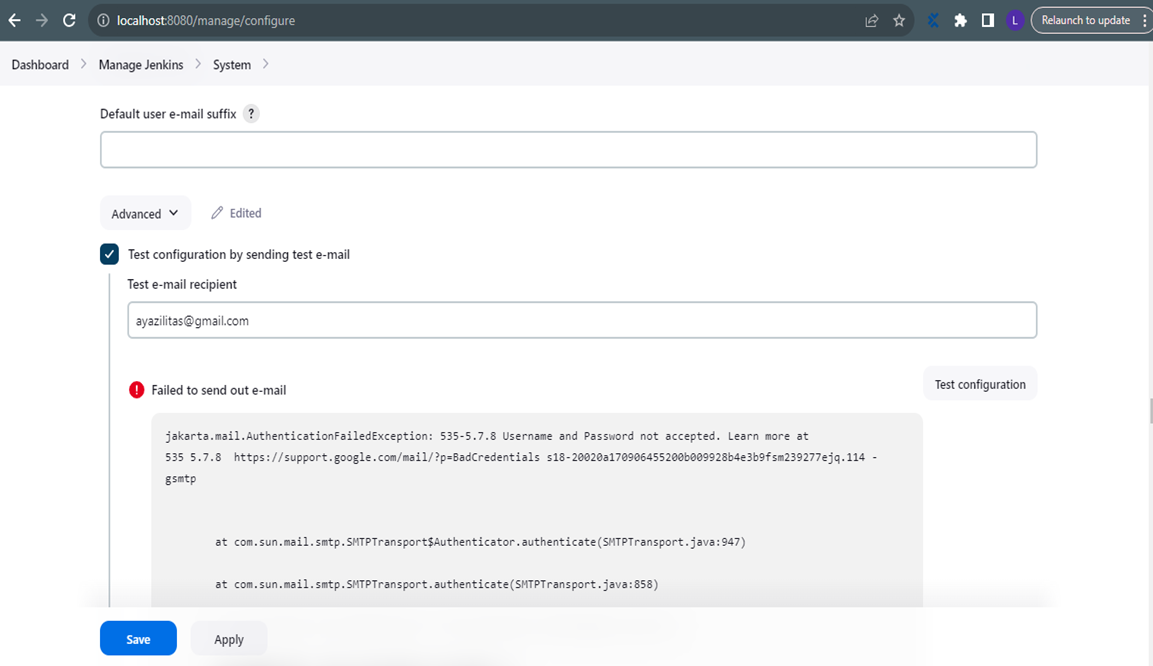 localhost:8080/manage/configure
L
Relaunch to update
Dashboard > Manage Jenkins > System >
Default user e-mail suffix ?
Advanced
Edited
Test configuration by sending test e-mail
Test e-mail recipient
ayazilitas@gmail.com
Failed to send out e-mail
Test configuration
jakarta.mail.AuthenticationFailedException: 535-5.7.8 Username and Password not accepted. Learn more at
535 5.7.8  https://support.google.com/mail/?p=BadCredentials s18-20020a170906455200b009928b4e3b9fsm239277ejq.114 -
gsmtp
at com.sun.mail.smtp.SMTPTransport$Authenticator.authenticate(SMTPTransport.java:947)
at com.sun.mail.smtp.SMTPTransport.authenticate(SMTPTransport.java:858)
Save
Apply